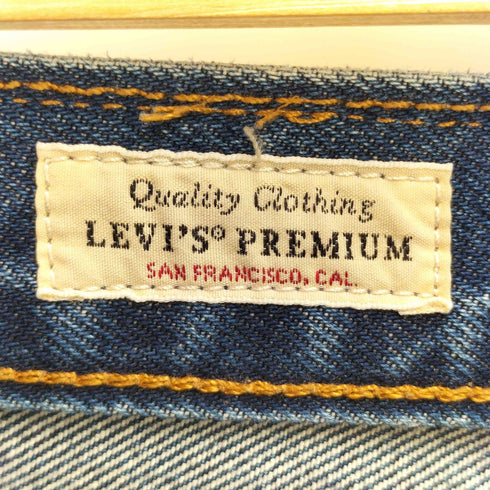 Quality Clothing
LEVI'S® PREMIUM
SAN FRANCISCO, CAL.